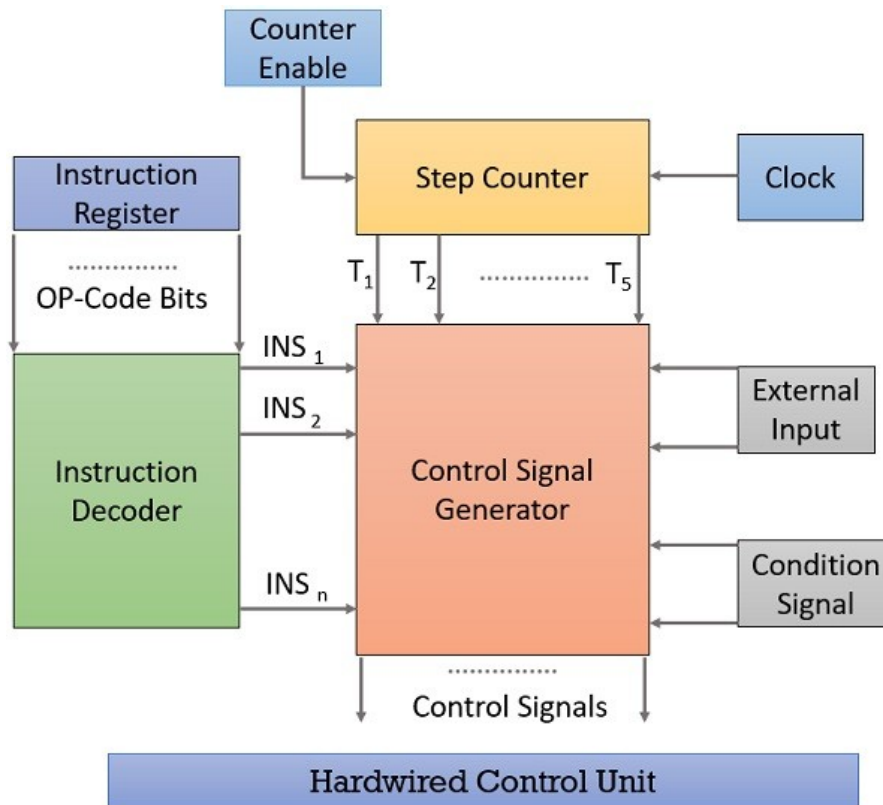 Counter
Enable
Step Counter
Clock
Instruction
Register
T1 T2 .................. T5
..................
OP-Code Bits
INS 1
INS 2
INS n
Instruction
Decoder
Control Signal
Generator
External
Input
Condition
Signal
..................
Control Signals
Hardwired Control Unit